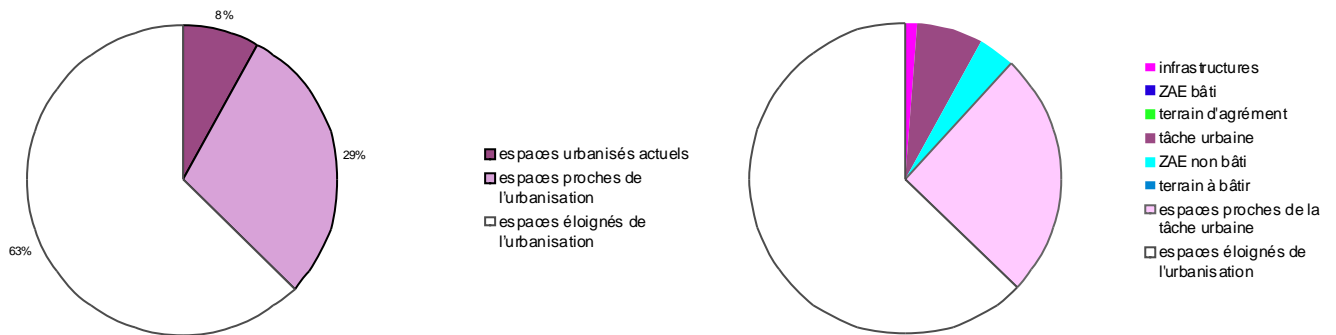 8%
29%
63%
espaces urbanisés actuels
espaces proches de
l'urbanisation
espaces éloignés de
l'urbanisation
infrastructures
ZAE bâti
terrain d'agrément
tâche urbaine
ZAE non bâti
terrain à bâtir
espaces proches de la
tâche urbaine
espaces éloignés de
l'urbanisation